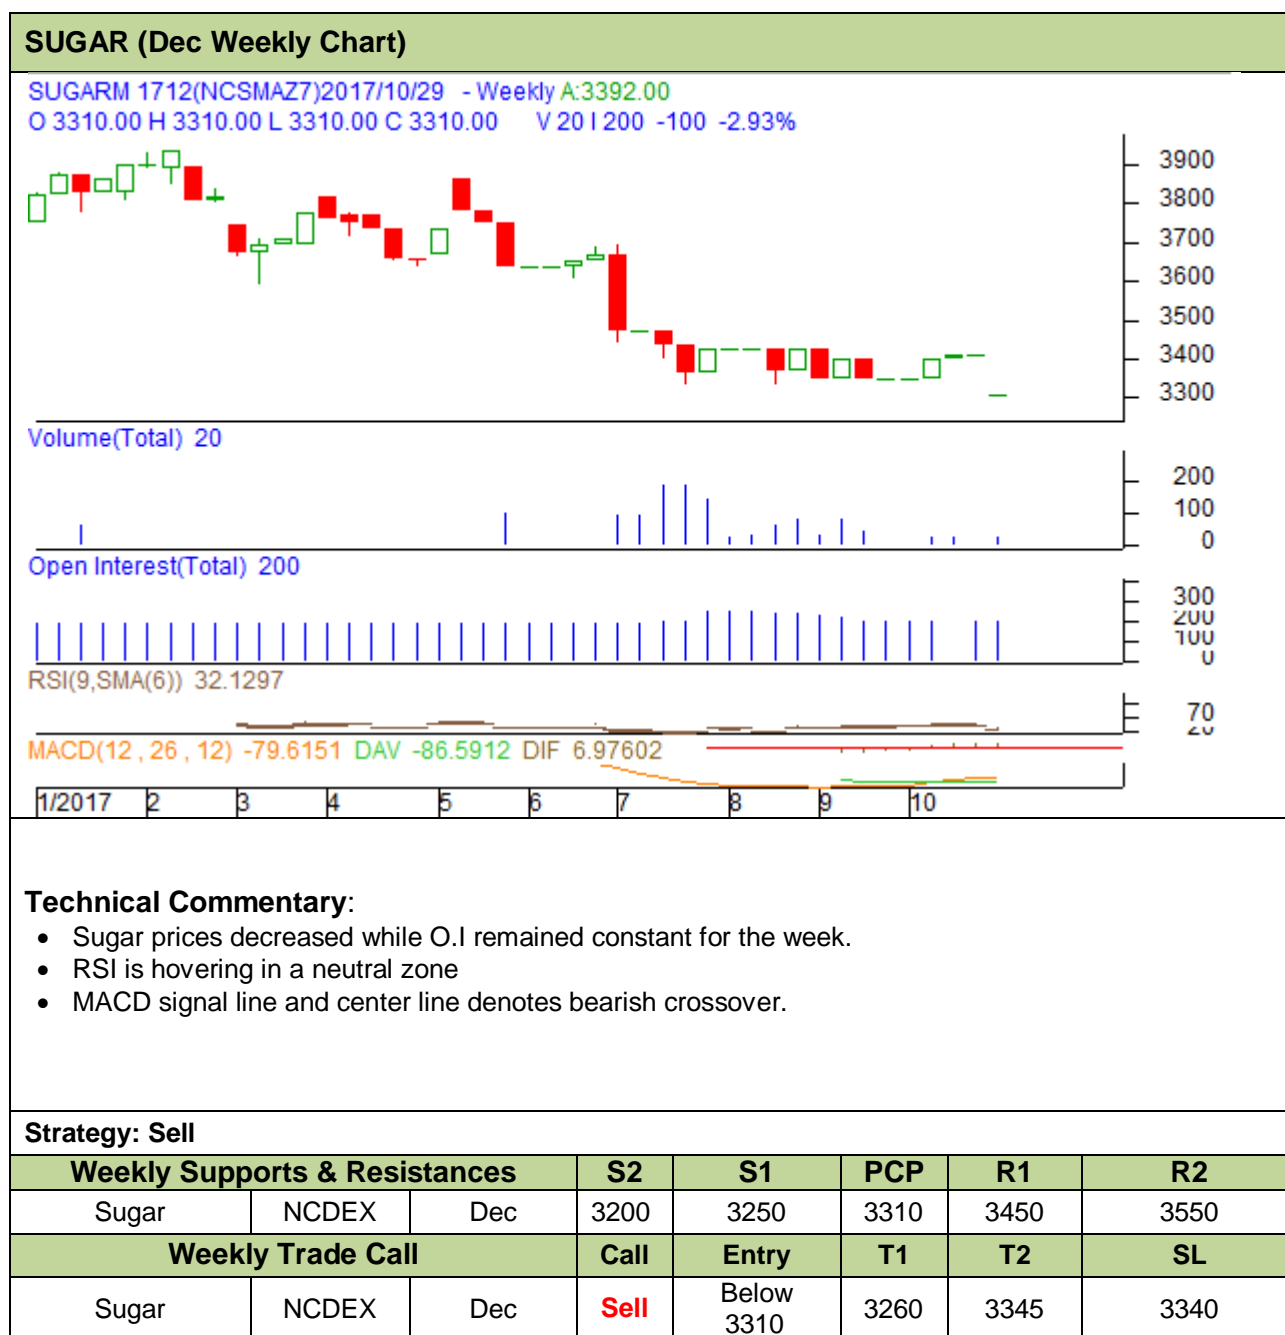 SUGAR (Dec Weekly Chart)
SUGARM 1712(NCSMAZ7)2017/10/29 - Weekly A:3392.00
O 3310.00 H 3310.00 L 3310.00 C 3310.00 V 20 I 200 -100 -2.93%
3900
3800
3700
3600
3500
3400
3300
Volume(Total) 20
200
100
0
Open Interest(Total) 200
300
200
100
0
RSI(9,SMA(6)) 32.1297
70
20
MACD(12 , 26 , 12) -79.6151 DAV -86.5912 DIF 6.97602
1/2017 2 3 4 5 6 7 8 9 10
Technical Commentary:
• Sugar prices decreased while O.I remained constant for the week.
• RSI is hovering in a neutral zone
• MACD signal line and center line denotes bearish crossover.
Strategy: Sell
Weekly Supports & Resistances S2 S1 PCP R1 R2
Sugar NCDEX Dec 3200 3250 3310 3450 3550
Weekly Trade Call Call Entry T1 T2 SL
Sugar NCDEX Dec Sell Below 3310 3260 3345 3340